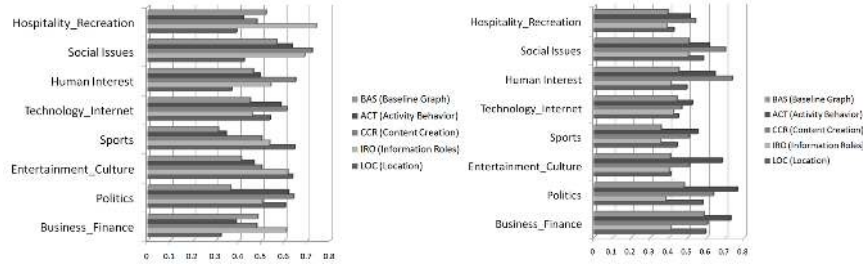 Hospitality_Recreation
Social Issues
Human Interest
Technology_Internet
Sports
Entertainment_Culture
Politics
Business_Finance
0 0.1 0.2 0.3 0.4 0.5 0.6 0.7 0.8
BAS (Baseline Graph)
ACT (Activity Behavior)
CCR (Content Creation)
IRO (Information Roles)
LOC (Location)
Hospitality_Recreation
Social Issues
Human Interest
Technology_Internet
Sports
Entertainment_Culture
Politics
Business_Finance
0 0.1 0.2 0.3 0.4 0.5 0.6 0.7 0.8
BAS (Baseline Graph)
ACT (Activity Behavior)
CCR (Content Creation)
IRO (Information Roles)
LOC (Location)